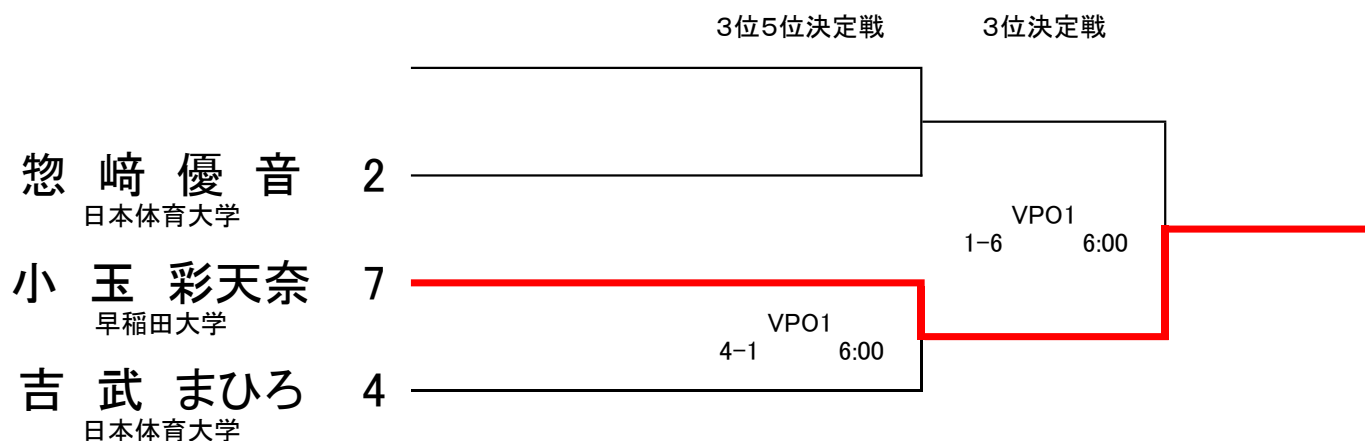 3位5位決定戦 3位決定戦
惣﨑優音 2
日本体育大学
VPO1
1-6 6:00
小玉彩天奈 7
早稲田大学
VPO1
4-1 6:00
吉武まひろ 4
日本体育大学